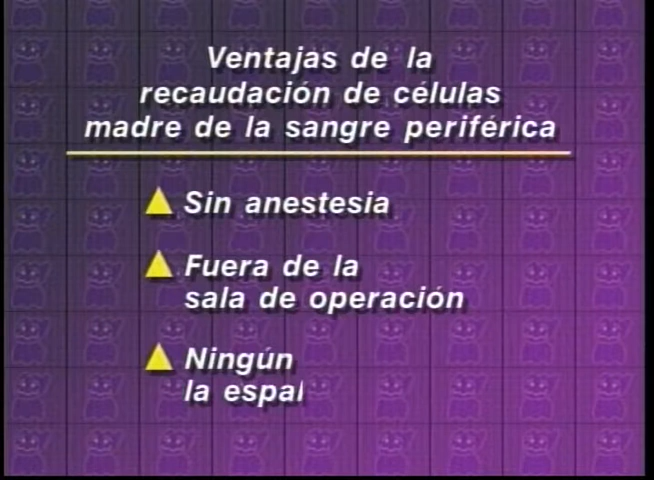 Ventajas de la
recaudación de células
madre de la sangre periférica
Sin anestesia
Fuera de la
sala de operación
Ningún
la espal